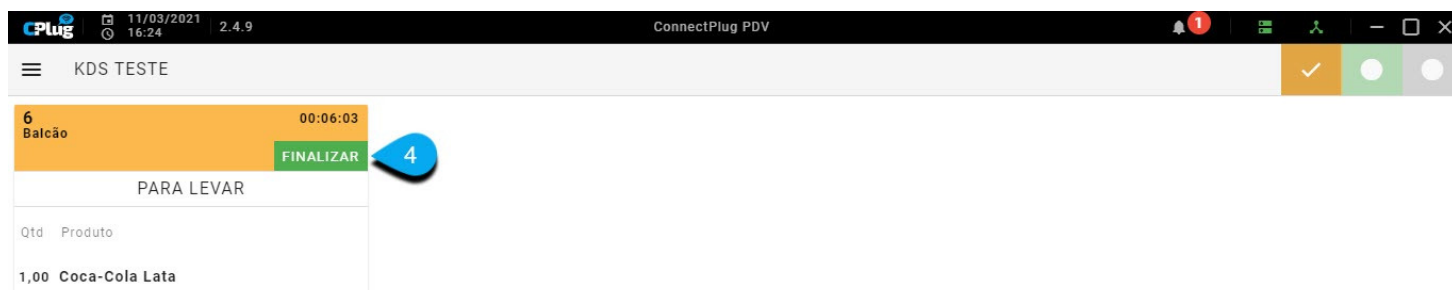 CPlug 11/03/2021 16:24 2.4.9 ConnectPlug PDV 1
KDS TESTE
6 00:06:03
Balcão
FINALIZAR 4
PARA LEVAR
Qtd Produto
1,00 Coca-Cola Lata